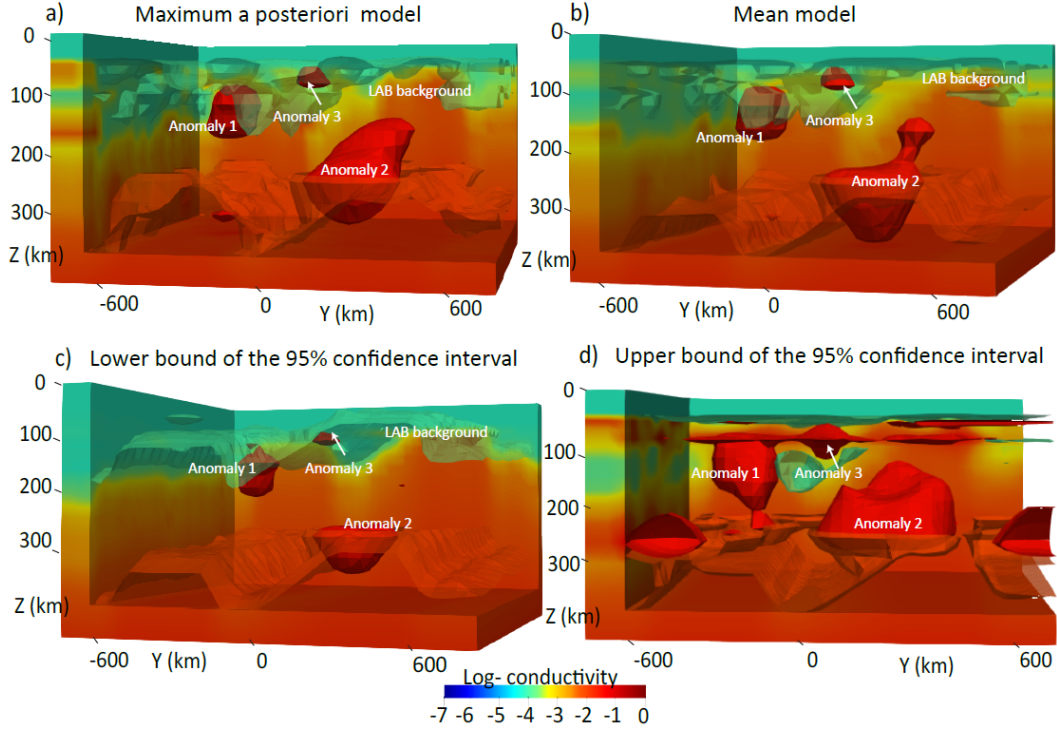 a) Maximum a posteriori model
0
100
200
300
Z (km)
-600
0
600
Y (km)
Anomaly 1
Anomaly 3
Anomaly 2
LAB background
b) Mean model
0
100
200
300
Z (km)
-600
0
600
Y (km)
Anomaly 1
Anomaly 3
Anomaly 2
LAB background
c) Lower bound of the 95% confidence interval
0
100
200
300
Z (km)
-600
0
600
Y (km)
Anomaly 1
Anomaly 3
Anomaly 2
LAB background
d) Upper bound of the 95% confidence interval
0
100
200
300
Z (km)
-600
0
600
Y (km)
Anomaly 1
Anomaly 3
Anomaly 2
Log- conductivity
-7 -6 -5 -4 -3 -2 -1 0